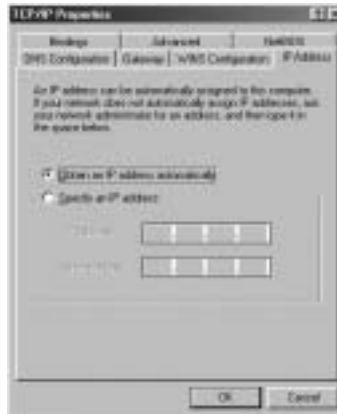 TCP/IP Properties
Bindings Advanced NetBIOS
DNS Configuration Gateway WINS Configuration IP Address
An IP address can be automatically assigned to this computer.
If your network does not automatically assign IP addresses, ask
your network administrator for an address, and then type it in
the space below.
Obtain an IP address automatically
Specify an IP address:
OK Cancel